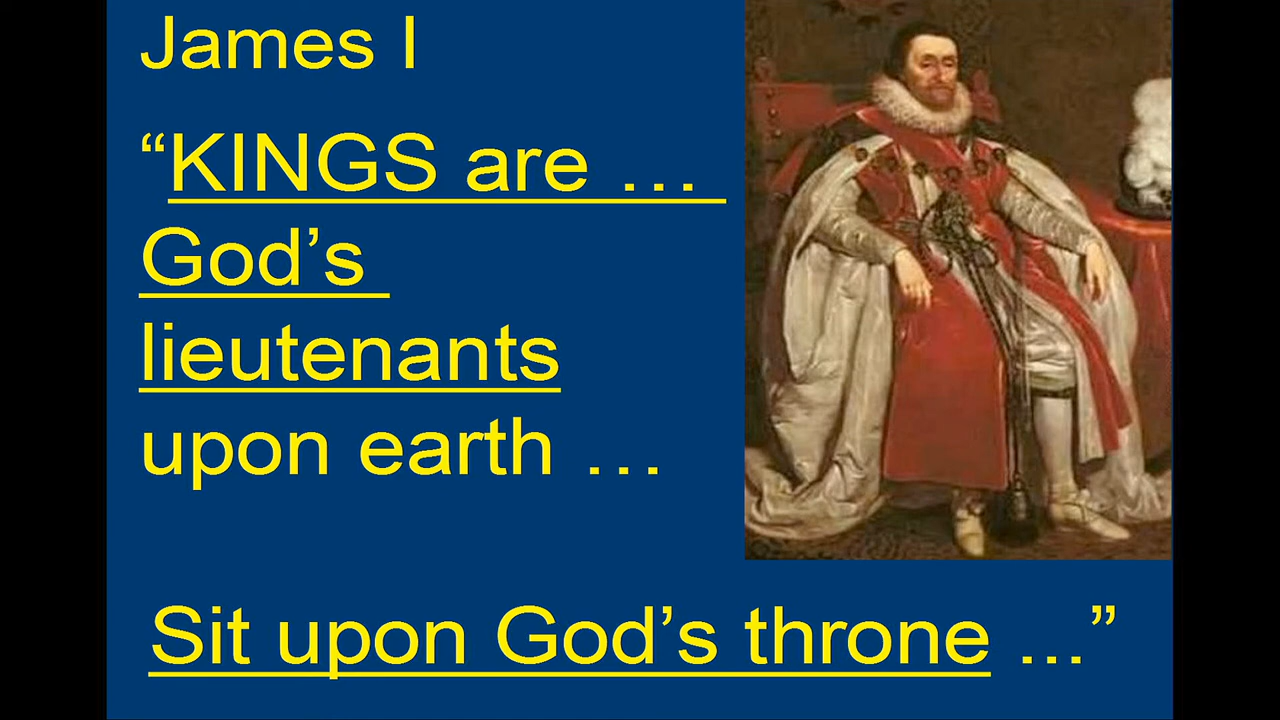 James I
“KINGS are …
God’s
lieutenants
upon earth …
Sit upon God’s throne ...”